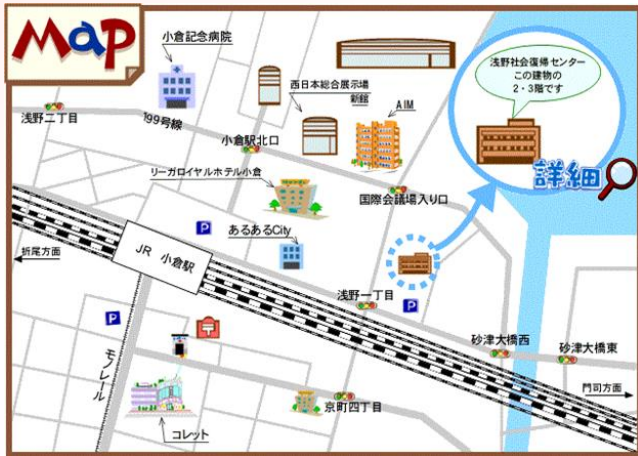 Map
小倉記念病院
浅野社会復帰センター
この建物の
2・3階です
西日本総合展示場
新館
AIM
浅野二丁目
199号線
小倉駅北口
詳細
リーガロイヤルホテル小倉
国際会議場入り口
P
あるあるCity
折尾方面
JR 小倉駅
浅野一丁目
P
P
砂津大橋西
砂津大橋東
モノレール
門司方面
京町四丁目
コレット